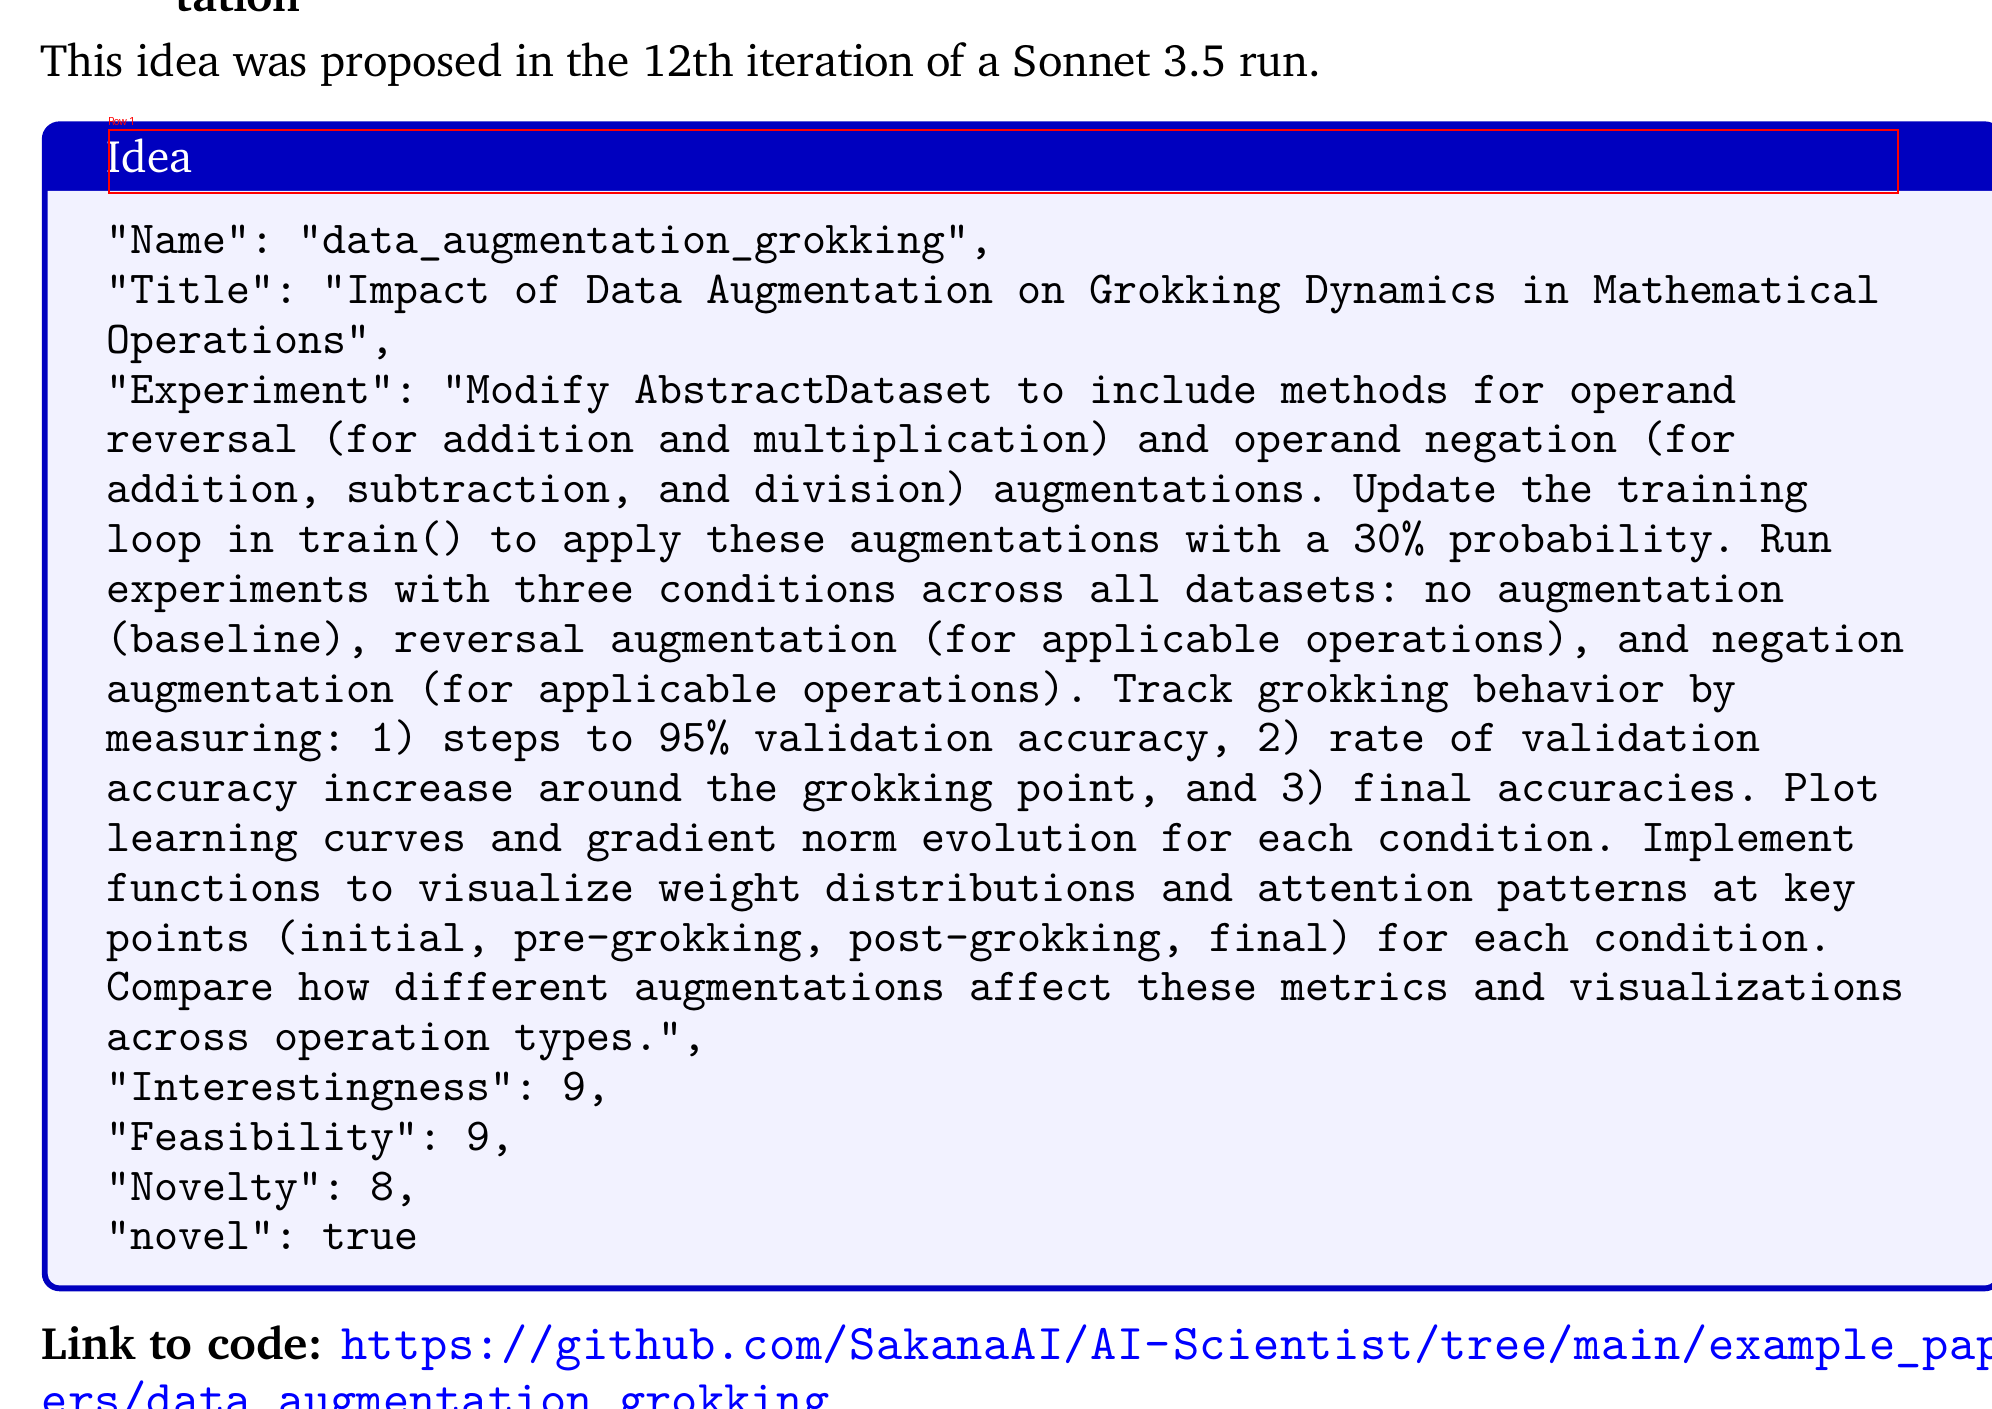 tation
This idea was proposed in the 12th iteration of a Sonnet 3.5 run.
Row 1
Idea
"Name": "data_augmentation_grokking",
"Title": "Impact of Data Augmentation on Grokking Dynamics in Mathematical
Operations",
"Experiment": "Modify AbstractDataset to include methods for operand
reversal (for addition and multiplication) and operand negation (for
addition, subtraction, and division) augmentations. Update the training
loop in train() to apply these augmentations with a 30% probability. Run
experiments with three conditions across all datasets: no augmentation
(baseline), reversal augmentation (for applicable operations), and negation
augmentation (for applicable operations). Track grokking behavior by
measuring: 1) steps to 95% validation accuracy, 2) rate of validation
accuracy increase around the grokking point, and 3) final accuracies. Plot
learning curves and gradient norm evolution for each condition. Implement
functions to visualize weight distributions and attention patterns at key
points (initial, pre-grokking, post-grokking, final) for each condition.
Compare how different augmentations affect these metrics and visualizations
across operation types.",
"Interestingness": 9,
"Feasibility": 9,
"Novelty": 8,
"novel": true
Link to code: https://github.com/SakanaAI/AI-Scientist/tree/main/example_pap
ers/data_augmentation_grokking